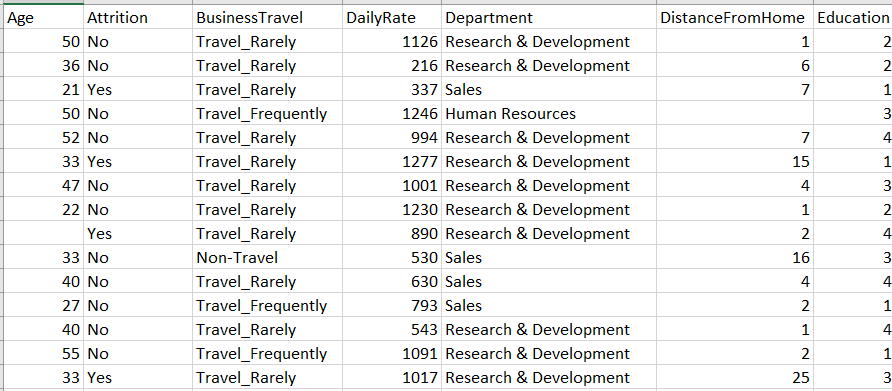 Age Attrition BusinessTravel DailyRate Department DistanceFromHome Education
50 No Travel_Rarely 1126 Research & Development 1 2
36 No Travel_Rarely 216 Research & Development 6 2
21 Yes Travel_Rarely 337 Sales 7 1
50 No Travel_Frequently 1246 Human Resources 3
52 No Travel_Rarely 994 Research & Development 7 4
33 Yes Travel_Rarely 1277 Research & Development 15 1
47 No Travel_Rarely 1001 Research & Development 4 3
22 No Travel_Rarely 1230 Research & Development 1 2
Yes Travel_Rarely 890 Research & Development 2 4
33 No Non-Travel 530 Sales 16 3
40 No Travel_Rarely 630 Sales 4 4
27 No Travel_Frequently 793 Sales 2 1
40 No Travel_Rarely 543 Research & Development 1 4
55 No Travel_Frequently 1091 Research & Development 2 1
33 Yes Travel_Rarely 1017 Research & Development 25 3